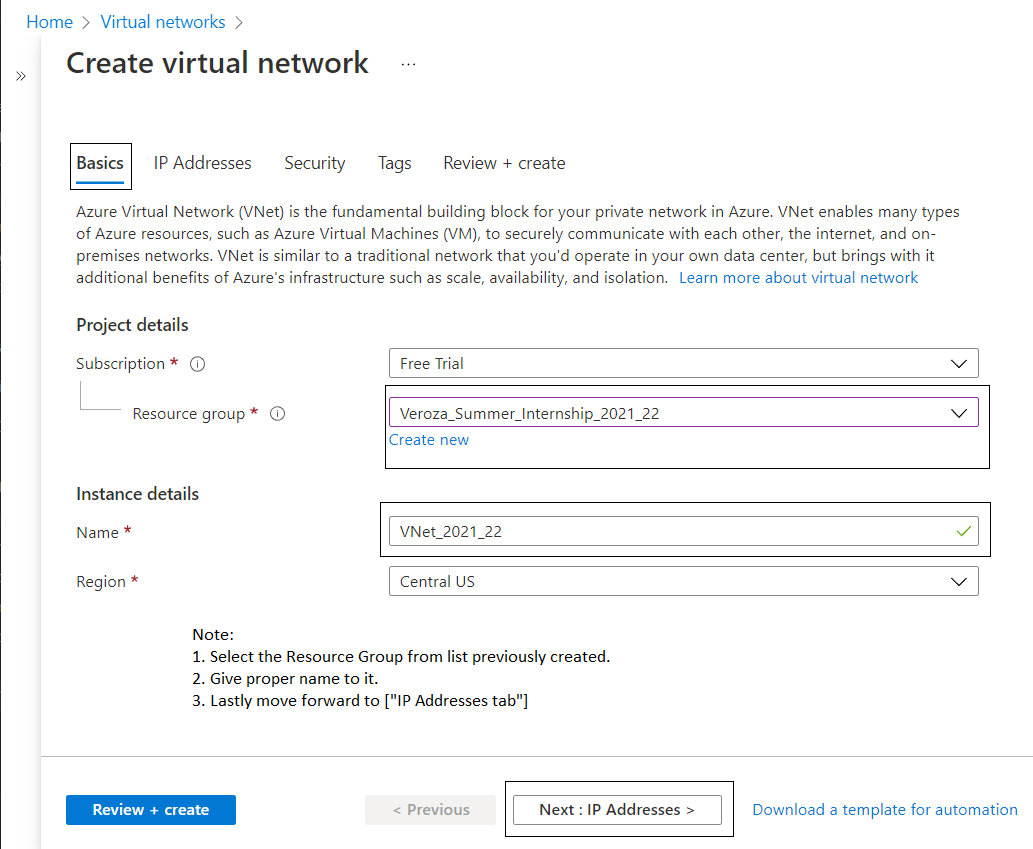 Home > Virtual networks >
»
Create virtual network ...
Basics IP Addresses Security Tags Review + create
Azure Virtual Network (VNet) is the fundamental building block for your private network in Azure. VNet enables many types
of Azure resources, such as Azure Virtual Machines (VM), to securely communicate with each other, the internet, and on-
premises networks. VNet is similar to a traditional network that you'd operate in your own data center, but brings with it
additional benefits of Azure's infrastructure such as scale, availability, and isolation. Learn more about virtual network
Project details
Subscription * Free Trial
Resource group * Veroza_Summer_Internship_2021_22
Create new
Instance details
Name * VNet_2021_22
Region * Central US
Note:
1. Select the Resource Group from list previously created.
2. Give proper name to it.
3. Lastly move forward to ["IP Addresses tab"]
Review + create < Previous Next : IP Addresses > Download a template for automation